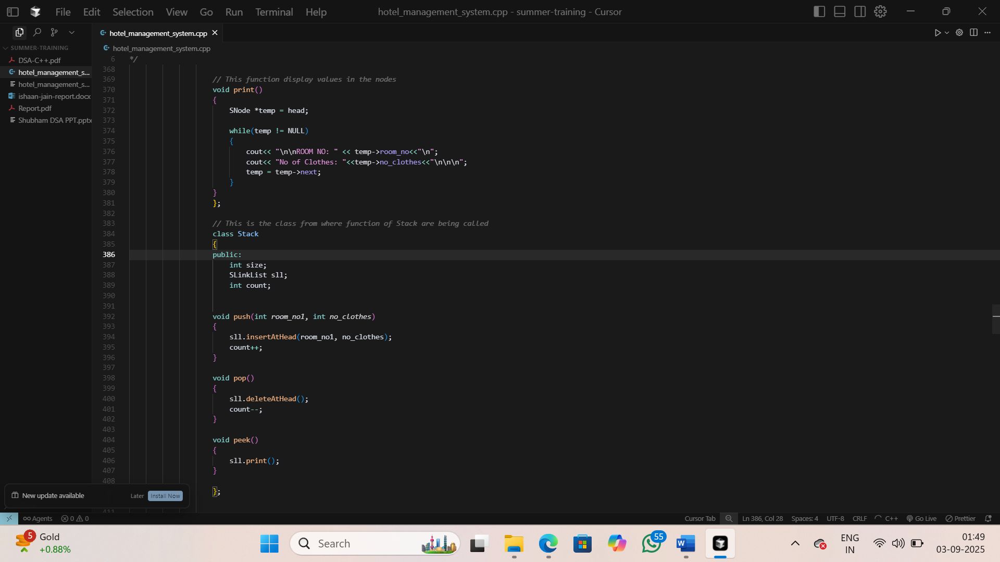 File Edit Selection View Go Run Terminal Help
hotel_management_system.cpp - summer-training - Cursor
hotel_management_system.cpp
SUMMER-TRAINING
DSA-C++.pdf
hotel_management_s...
hotel_management_s...
ishaan-jain-report.docx
Report.pdf
Shubham DSA PPT.pptx
hotel_management_system.cpp
6 */
368
369 // This function display values in the nodes
370 void print()
371 {
372 SNode *temp = head;
373
374 while(temp != NULL)
375 {
376 cout<< "\n\nROOM NO: " << temp->room_no<<"\n";
377 cout<< "No of Clothes: "<<temp->no_clothes<<"\n\n\n";
378 temp = temp->next;
379 }
380 }
381 };
382
383 // This is the class from where function of Stack are being called
384 class Stack
385 {
386 public:
387 int size;
388 SLinkList sll;
389 int count;
390
391
392 void push(int room_no1, int no_clothes)
393 {
394 sll.insertAtHead(room_no1, no_clothes);
395 count++;
396 }
397
398 void pop()
399 {
400 sll.deleteAtHead();
401 count--;
402 }
403
404 void peek()
405 {
406 sll.print();
407 }
408
};
411
New update available Later Install Now
Agents 0 0
Cursor Tab Ln 386, Col 28 Spaces: 4 UTF-8 CRLF C++ Go Live Prettier
5 Gold
+0.88%
Search
55
ENG
IN
01:49
03-09-2025